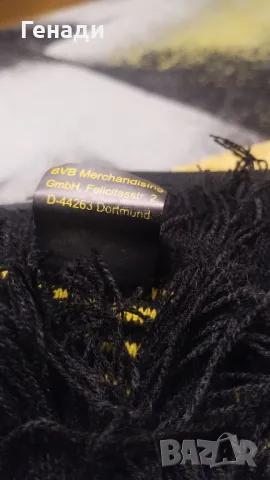 Генади
BVB Merchandising
GmbH, Felicitasstr. 2
D-44263 Dortmund
BAZAR